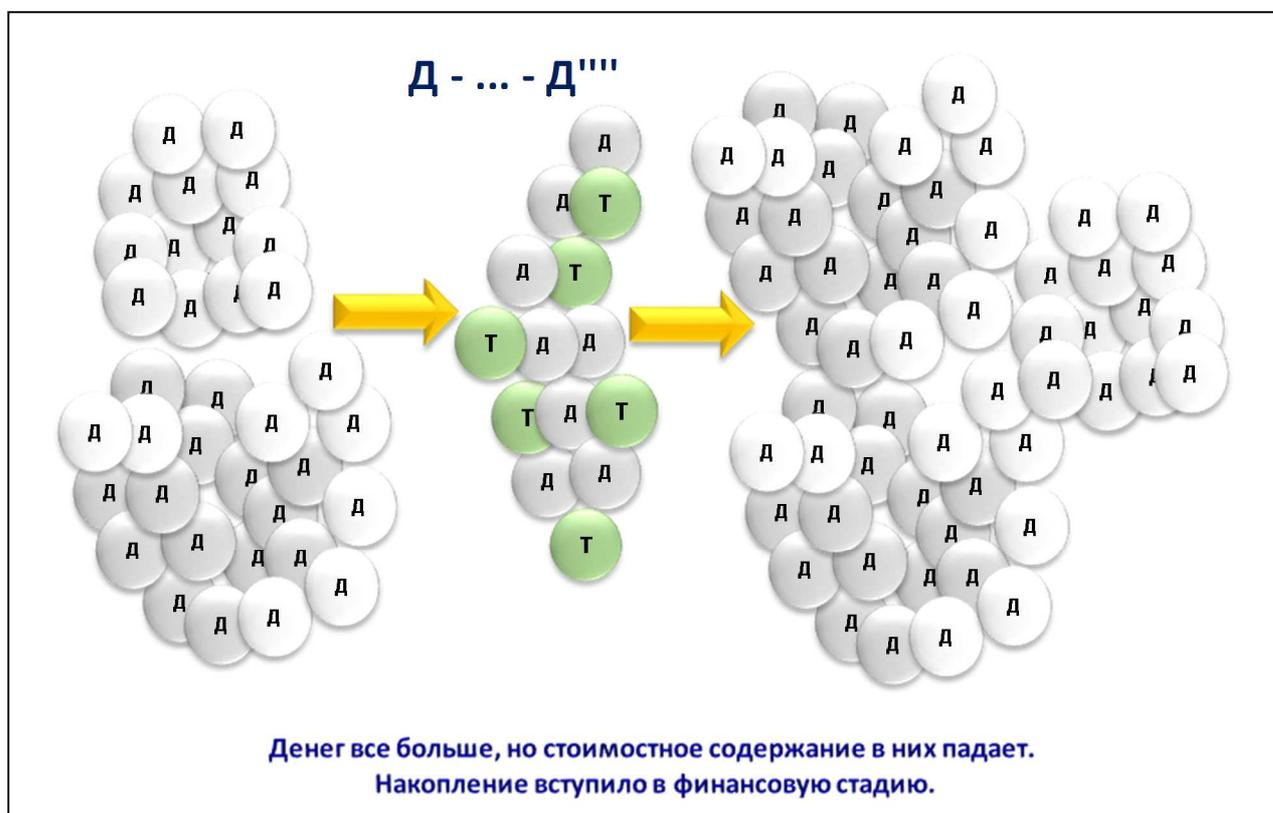 Д - ... - Д''''
Д Д
Д Д Д
Д
Д Д Д
Д Д Д Д
Д
Д Д
Д Д Д Д
Д Д Д
Д Д Д Д
Д Д Д Д
Д
Д Д Д
Д
Д Т
Д Т
Т Д Д
Т Д Т
Д Д
Т
Д
Д Д
Д Д Д Д
Д Д Д
Д Д Д Д
Д Д Д Д
Д
Д Д Д
Д Д
Д Д Д
Д
Д Д Д
Д Д Д Д Д
Д Д
Д Д Д Д
Д Д Д
Д Д Д Д
Д Д Д Д
Д
Д Д Д
Денег все больше, но стоимостное содержание в них падает.
Накопление вступило в финансовую стадию.